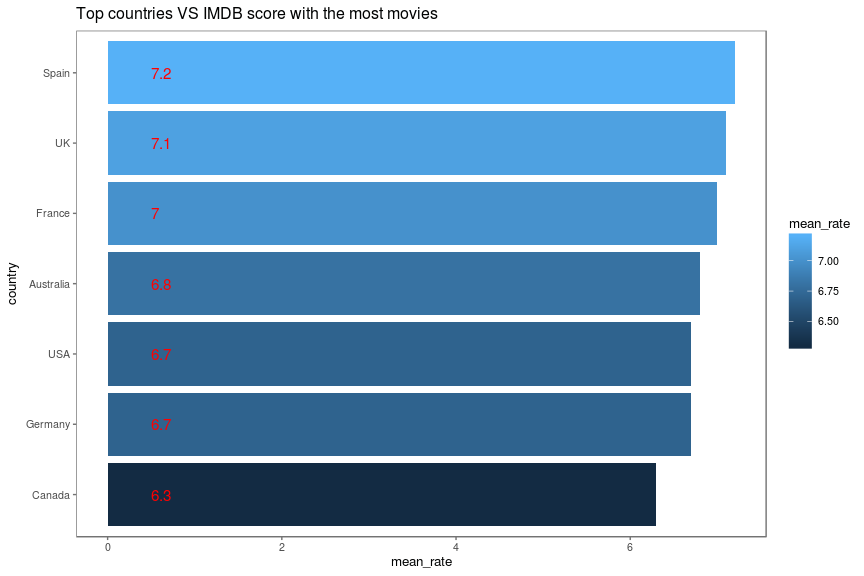 Top countries VS IMDB score with the most movies
country
Spain 7.2
UK 7.1
France 7
Australia 6.8
USA 6.7
Germany 6.7
Canada 6.3
0 2 4 6
mean_rate
mean_rate
7.00
6.75
6.50